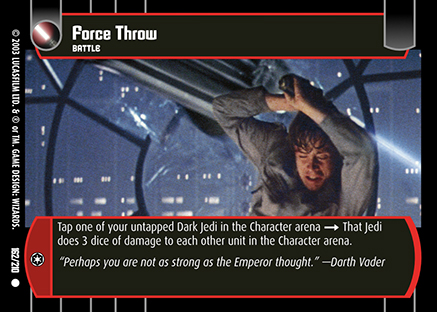 Force Throw
BATTLE
Tap one of your untapped Dark Jedi in the Character arena → That Jedi
does 3 dice of damage to each other unit in the Character arena.
“Perhaps you are not as strong as the Emperor thought.” —Darth Vader
© 2003 LUCASFILM LTD. & ® or TM. GAME DESIGN: WIZARDS.
162/210